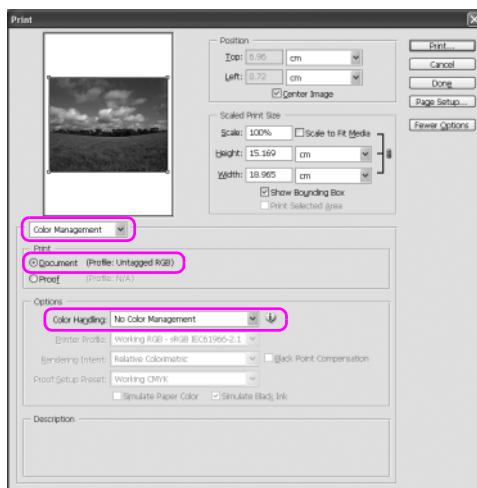 Print
Position
Top: 6.96 cm
Left: 0.72 cm
Center Image
Scaled Print Size
Scale: 100% Scale to Fit Media
Height: 15.169 cm
Width: 18.965 cm
Show Bounding Box
Print Selected Area
Print...
Cancel
Done
Page Setup...
Fewer Options
Color Management
Print
Document (Profile: Untagged RGB)
Proof (Profile: N/A)
Options
Color Handling: No Color Management
Printer Profile: Working RGB - sRGB IEC61966-2.1
Rendering Intent: Relative Colorimetric Black Point Compensation
Proof Setup Preset: Working CMYK
Simulate Paper Color Simulate Black Ink
Description